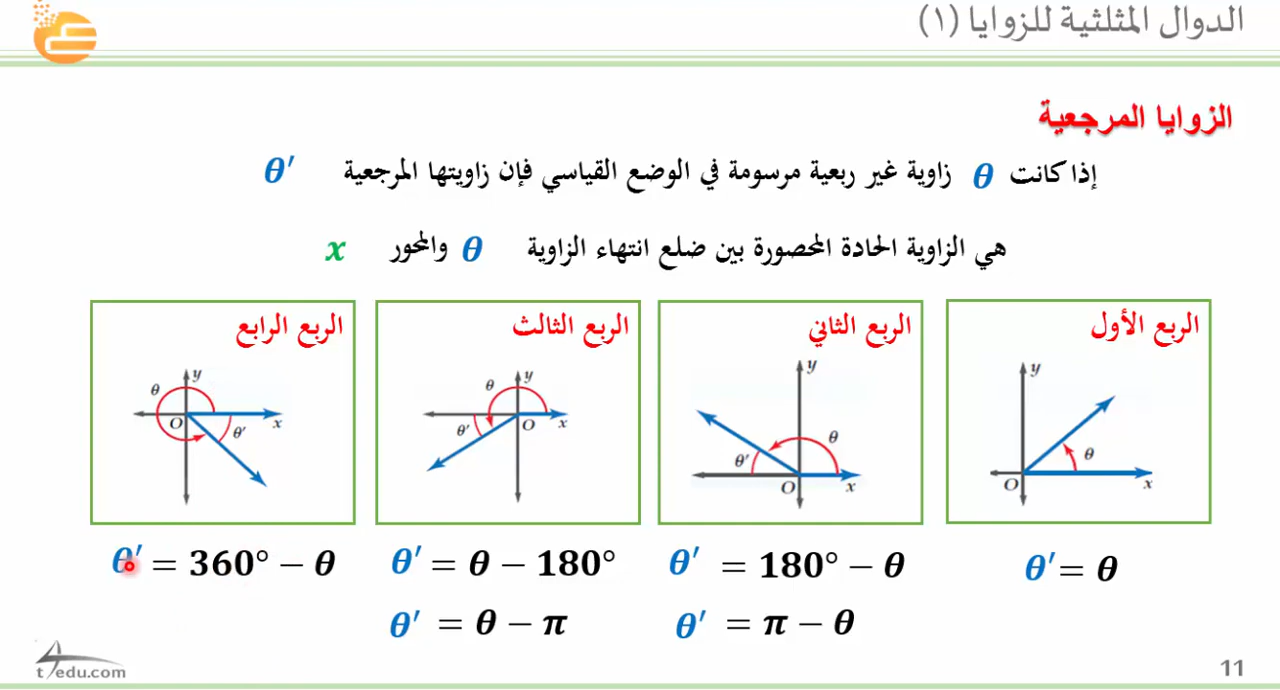 الدوال المثلثية للزوايا (١)
الزوايا المرجعية
إذا كانت θ زاوية غير ربعية مرسومة في الوضع القياسي فإن زاويتها المرجعية θ′
هي الزاوية الحادة المحصورة بين ضلع انتهاء الزاوية θ والمحور x
الربع الأول
y
θ
O
x
θ′ = θ
الربع الثاني
y
θ
θ′
O
x
θ′ = 180° − θ
θ′ = π − θ
الربع الثالث
y
θ
θ′
O
x
θ′ = θ − 180°
θ′ = θ − π
الربع الرابع
y
θ
O
x
θ′
θ′ = 360° − θ
t4edu.com
11